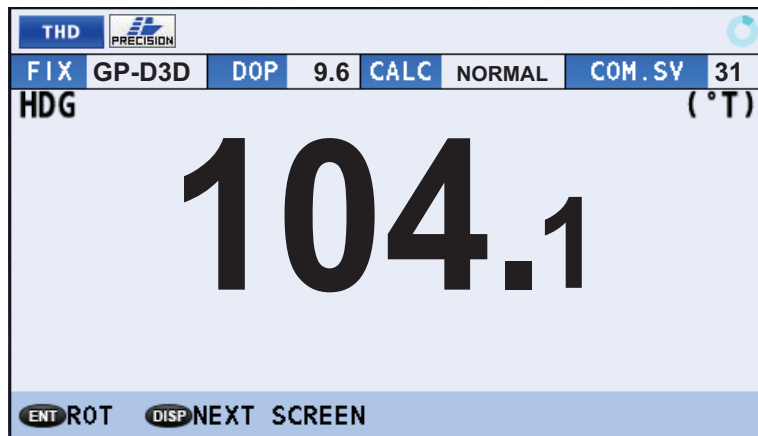 THD PRECISION
FIX GP-D3D DOP 9.6 CALC NORMAL COM.SV 31
HDG (°T)
104.1
ENT ROT DISP NEXT SCREEN